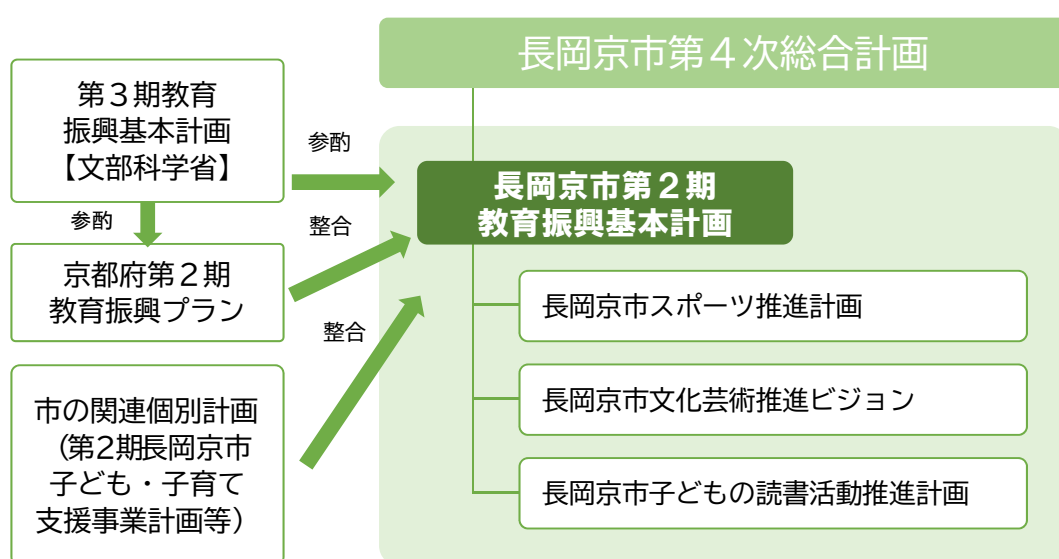 長岡京市第４次総合計画
第３期教育
振興基本計画
【文部科学省】
参酌
参酌
長岡京市第２期
教育振興基本計画
整合
京都府第２期
教育振興プラン
長岡京市スポーツ推進計画
整合
市の関連個別計画
（第2期長岡京市
子ども・子育て
支援事業計画等）
長岡京市文化芸術推進ビジョン
長岡京市子どもの読書活動推進計画